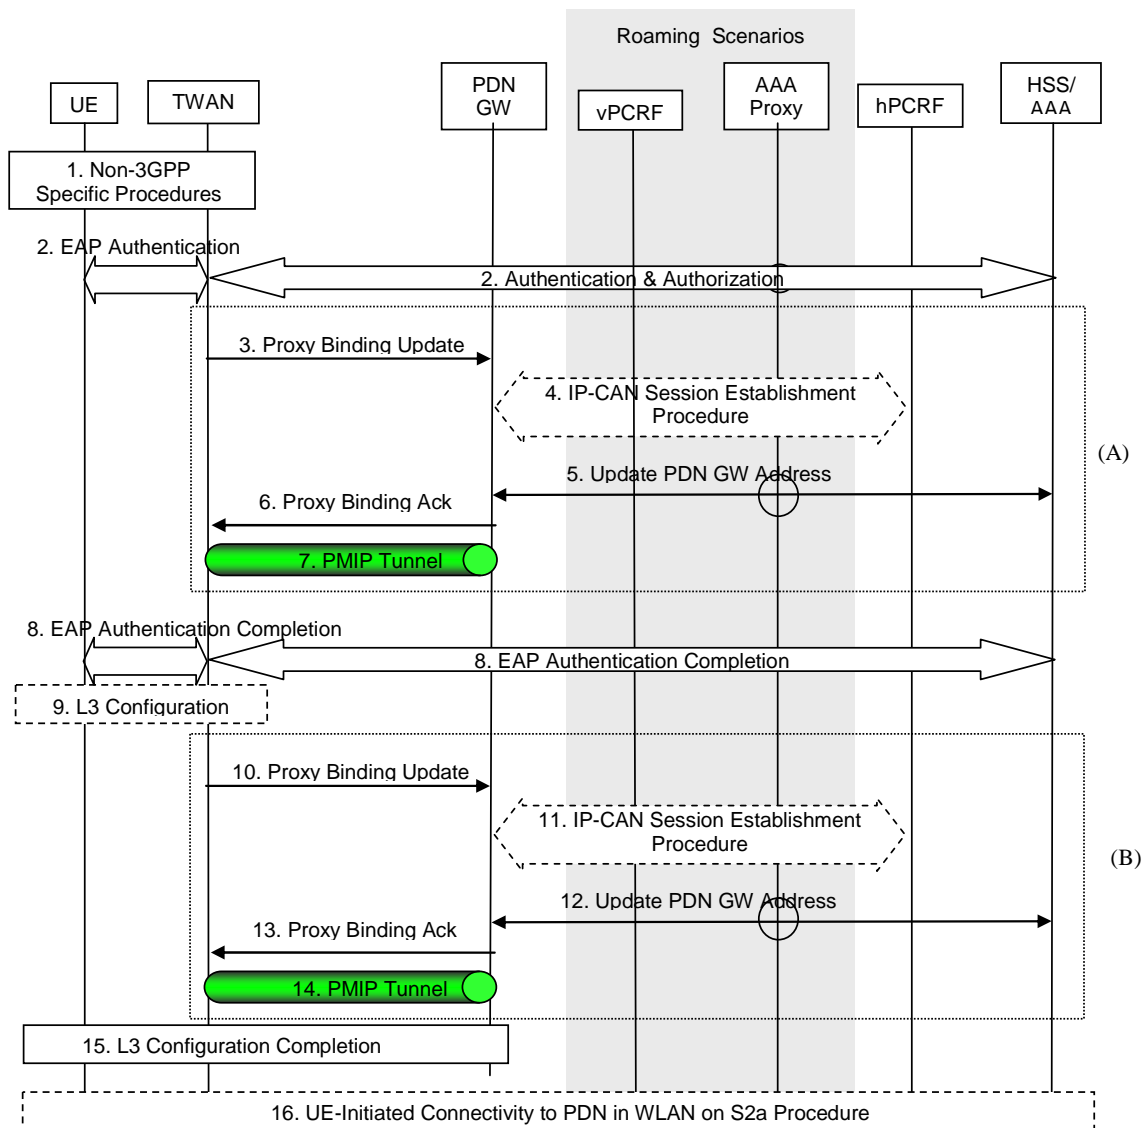 Roaming Scenarios
UE
TWAN
PDN
GW
vPCRF
AAA
Proxy
hPCRF
HSS/
AAA
1. Non-3GPP
Specific Procedures
2. EAP Authentication
2. Authentication & Authorization
3. Proxy Binding Update
4. IP-CAN Session Establishment
Procedure
(A)
5. Update PDN GW Address
6. Proxy Binding Ack
7. PMIP Tunnel
8. EAP Authentication Completion
8. EAP Authentication Completion
9. L3 Configuration
10. Proxy Binding Update
11. IP-CAN Session Establishment
Procedure
(B)
12. Update PDN GW Address
13. Proxy Binding Ack
14. PMIP Tunnel
15. L3 Configuration Completion
16. UE-Initiated Connectivity to PDN in WLAN on S2a Procedure